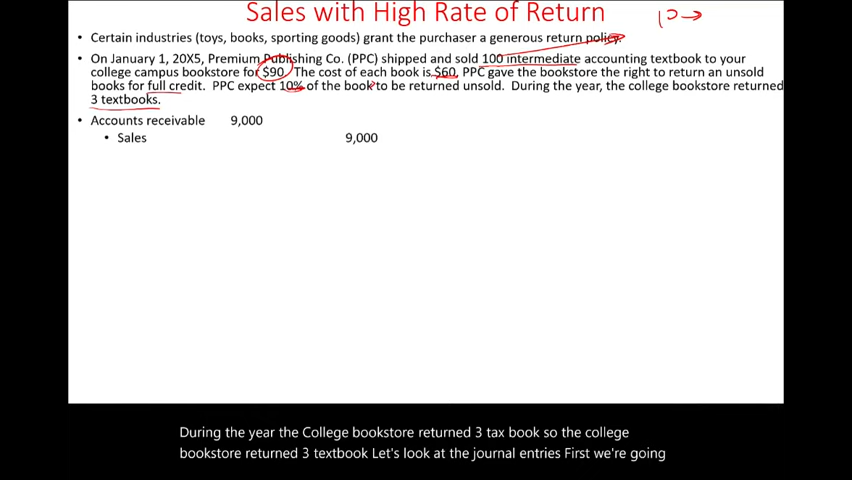 Sales with High Rate of Return
10
• Certain industries (toys, books, sporting goods) grant the purchaser a generous return policy.
• On January 1, 20X5, Premium Publishing Co. (PPC) shipped and sold 100 intermediate accounting textbook to your
college campus bookstore for $90 The cost of each book is $60, PPC gave the bookstore the right to return an unsold
books for full credit. PPC expect 10% of the book to be returned unsold. During the year, the college bookstore returned
3 textbooks.
• Accounts receivable 9,000
• Sales 9,000
During the year the College bookstore returned 3 tax book so the college
bookstore returned 3 textbook Let's look at the journal entries First we're going